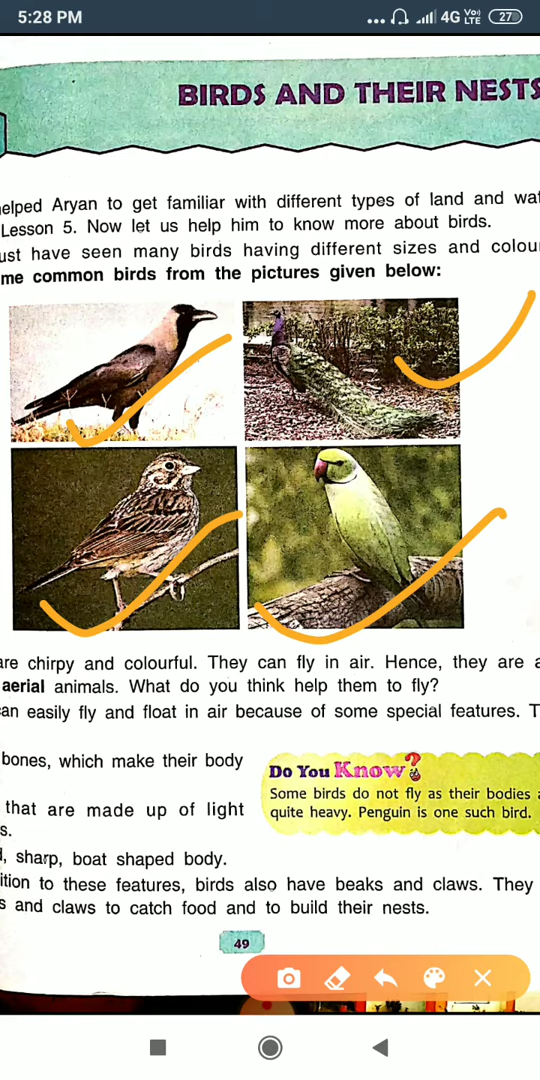 5:28 PM
4G VoLTE 27
BIRDS AND THEIR NESTS
elped Aryan to get familiar with different types of land and wat
Lesson 5. Now let us help him to know more about birds.
ust have seen many birds having different sizes and colou
me common birds from the pictures given below:
are chirpy and colourful. They can fly in air. Hence, they are a
aerial animals. What do you think help them to fly?
an easily fly and float in air because of some special features. T
bones, which make their body
that are made up of light
s.
d, sharp, boat shaped body.
Do You Know?
Some birds do not fly as their bodies a
quite heavy. Penguin is one such bird.
ition to these features, birds also have beaks and claws. They
s and claws to catch food and to build their nests.
49